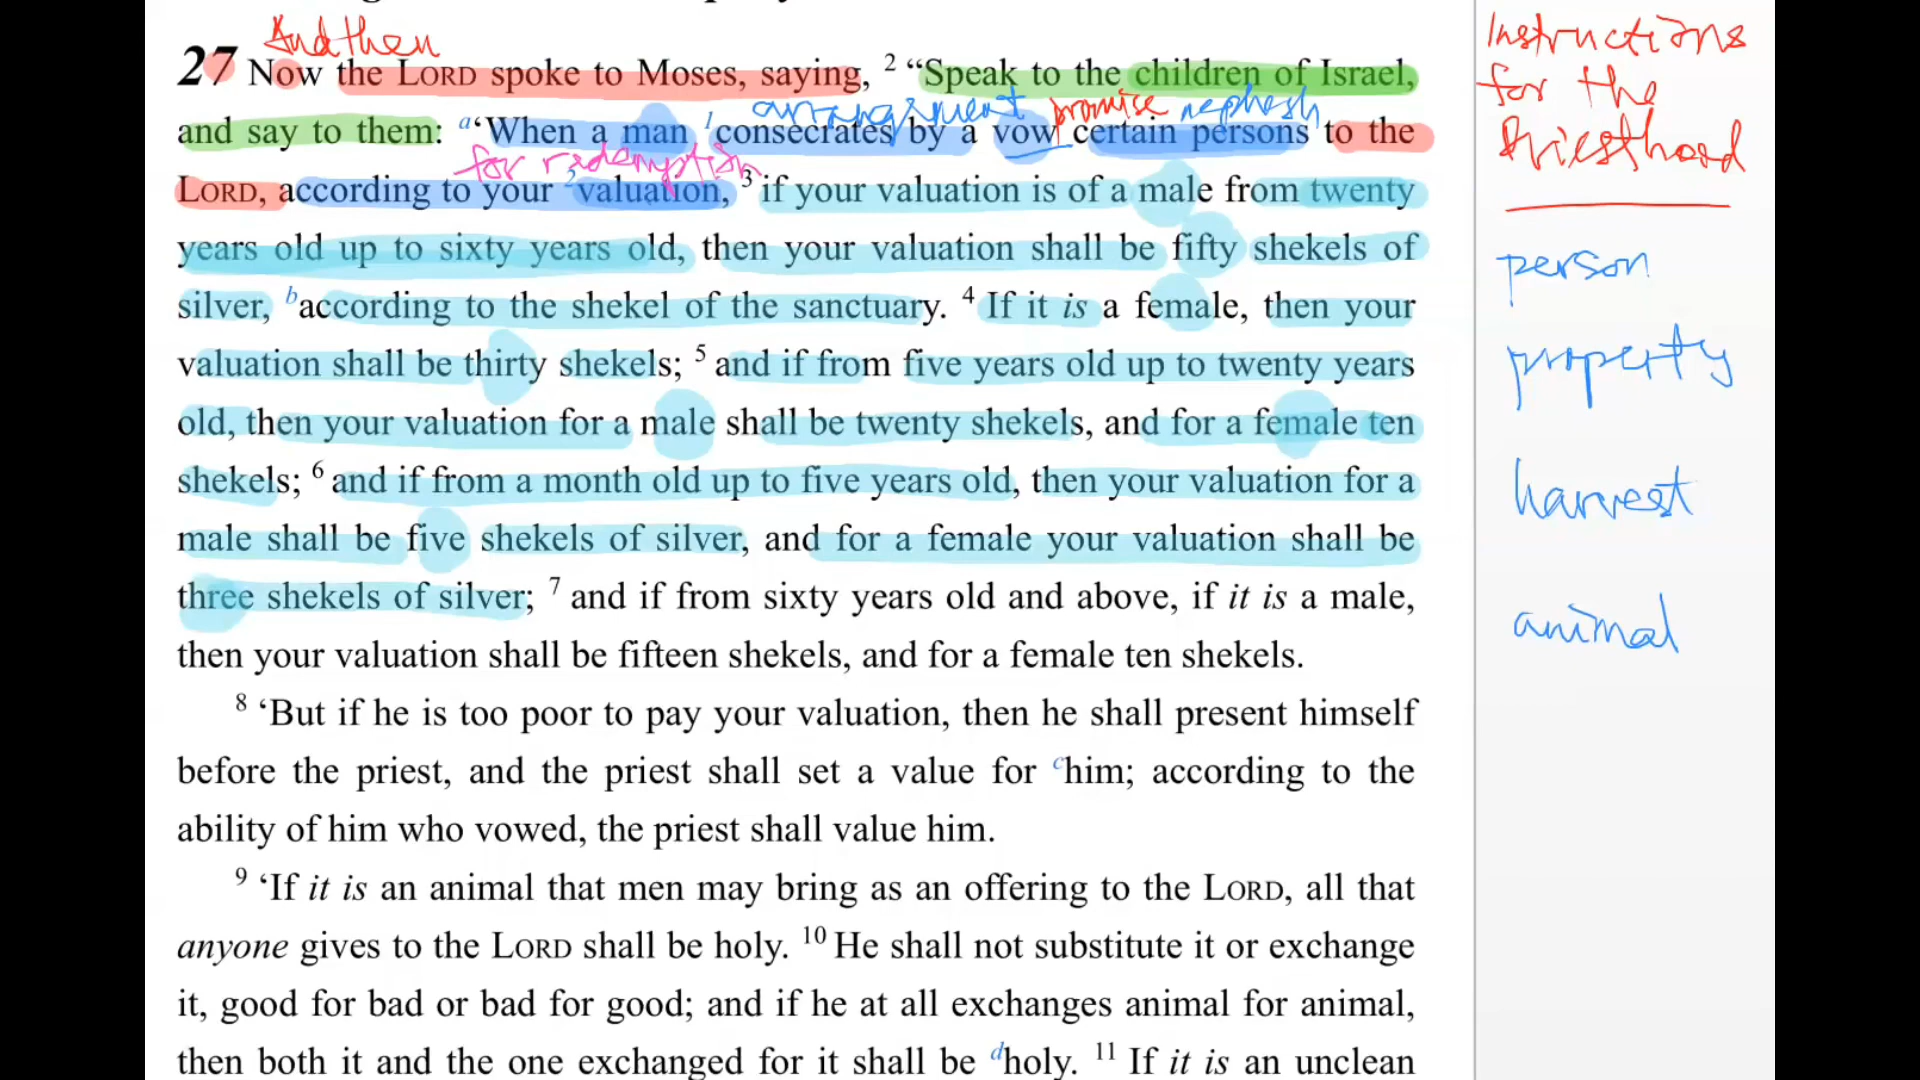 And then
27 Now the LORD spoke to Moses, saying, 2 “Speak to the children of Israel,
arrangement promise nephesh
and say to them: a‘When a man 1consecrates by a vow certain persons to the
for redemption
LORD, according to your 2valuation, 3 if your valuation is of a male from twenty
years old up to sixty years old, then your valuation shall be fifty shekels of
silver, baccording to the shekel of the sanctuary. 4 If it is a female, then your
valuation shall be thirty shekels; 5 and if from five years old up to twenty years
old, then your valuation for a male shall be twenty shekels, and for a female ten
shekels; 6 and if from a month old up to five years old, then your valuation for a
male shall be five shekels of silver, and for a female your valuation shall be
three shekels of silver; 7 and if from sixty years old and above, if it is a male,
then your valuation shall be fifteen shekels, and for a female ten shekels.
8 ‘But if he is too poor to pay your valuation, then he shall present himself
before the priest, and the priest shall set a value for chim; according to the
ability of him who vowed, the priest shall value him.
9 ‘If it is an animal that men may bring as an offering to the LORD, all that
anyone gives to the LORD shall be holy. 10 He shall not substitute it or exchange
it, good for bad or bad for good; and if he at all exchanges animal for animal,
then both it and the one exchanged for it shall be dholy. 11 If it is an unclean
Instructions
for the
Priesthood
person
property
harvest
animal